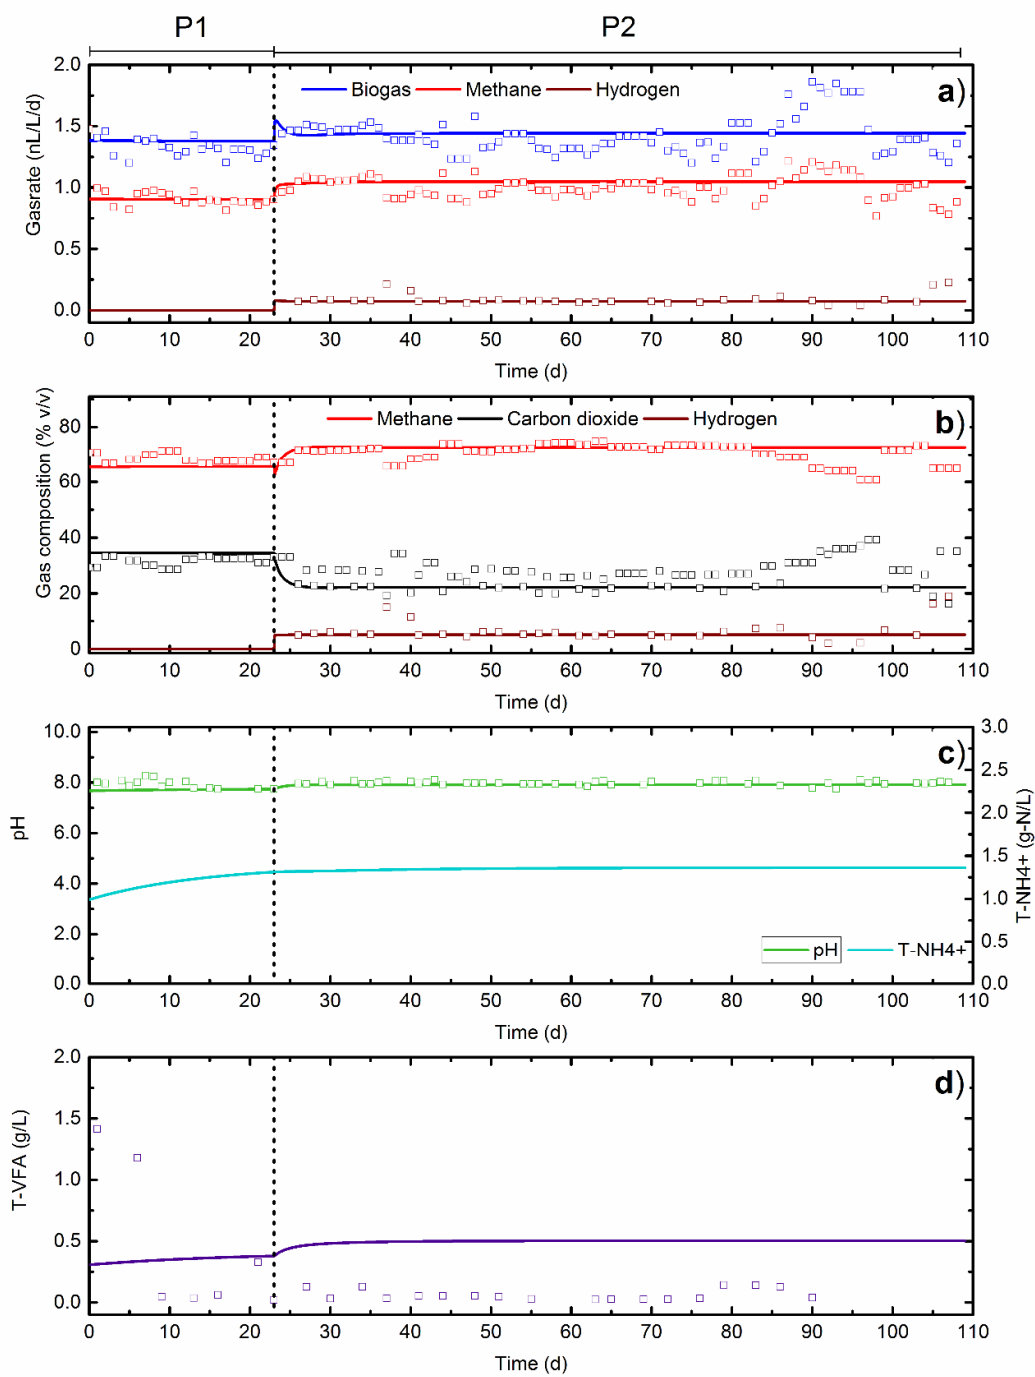 P1 P2
2.0
1.5
1.0
0.5
0.0
Gasrate (nL/L/d)
Biogas Methane Hydrogen
a)
0 10 20 30 40 50 60 70 80 90 100 110
Time (d)
80
60
40
20
0
Gas composition (% v/v)
Methane Carbon dioxide Hydrogen
b)
0 10 20 30 40 50 60 70 80 90 100 110
Time (d)
10.0
8.0
6.0
4.0
2.0
0.0
pH
c)
3.0
2.5
2.0
1.5
1.0
0.5
0.0
T-NH4+ (g-N/L)
pH T-NH4+
0 10 20 30 40 50 60 70 80 90 100 110
Time (d)
2.0
1.5
1.0
0.5
0.0
T-VFA (g/L)
d)
0 10 20 30 40 50 60 70 80 90 100 110
Time (d)